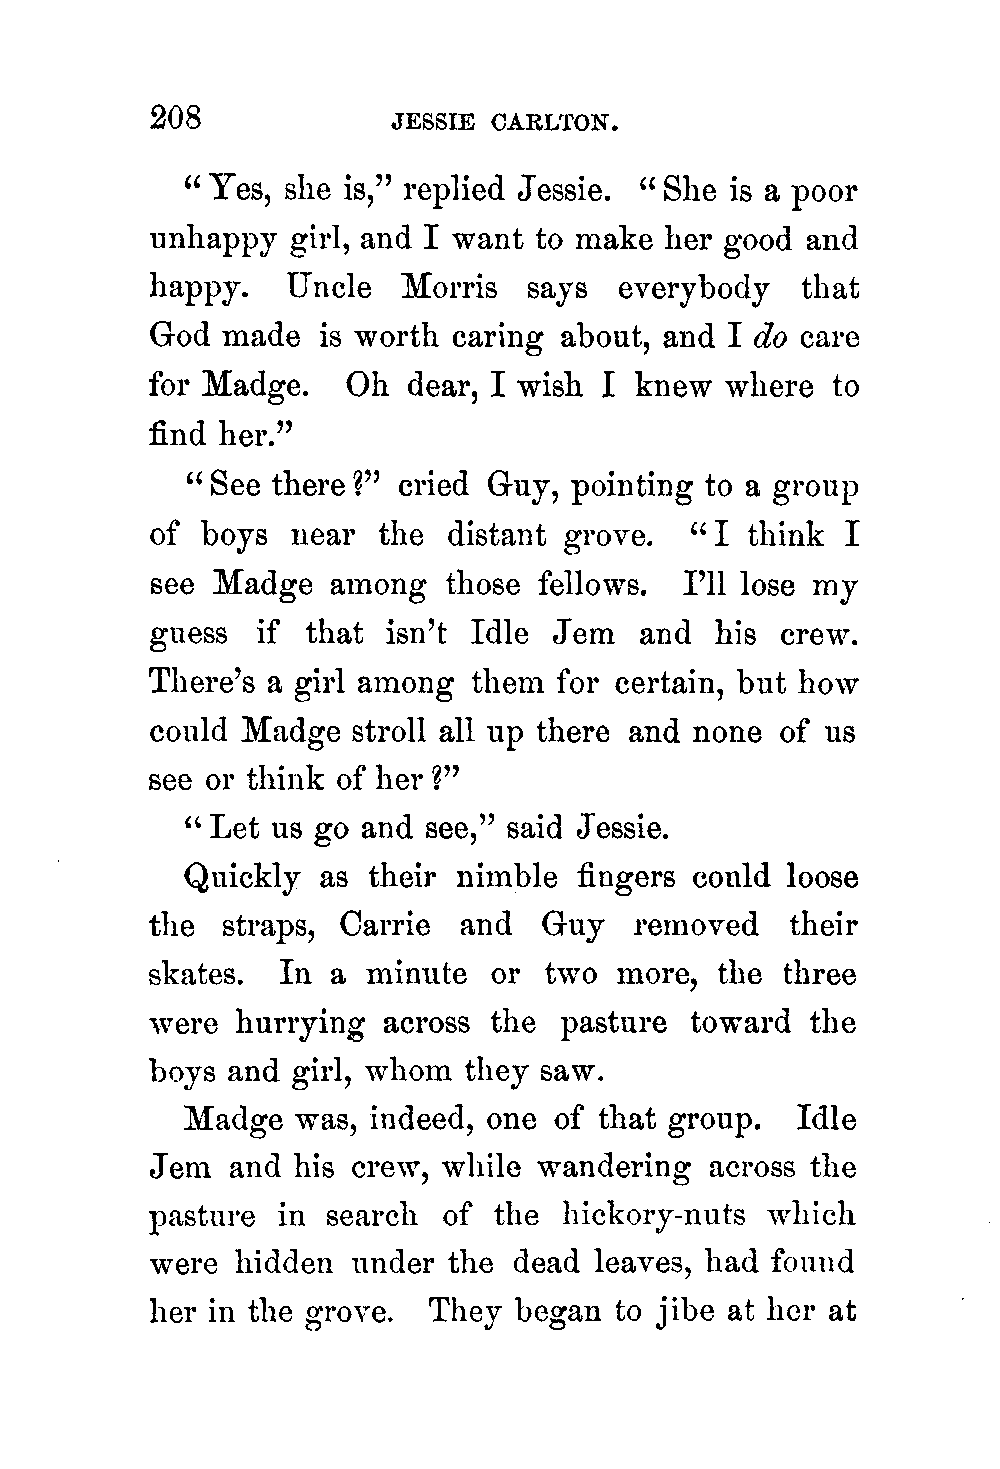 208 JESSIE CARLTON.
“Yes, she is,” replied Jessie. “She is a poor
unhappy girl, and I want to make her good and
happy. Uncle Morris says everybody that
God made is worth caring about, and I do care
for Madge. Oh dear, I wish I knew where to
find her.”
“See there?” cried Guy, pointing to a group
of boys near the distant grove. “I think I
see Madge among those fellows. I’ll lose my
guess if that isn’t Idle Jem and his crew.
There’s a girl among them for certain, but how
could Madge stroll all up there and none of us
see or think of her?”
“Let us go and see,” said Jessie.
Quickly as their nimble fingers could loose
the straps, Carrie and Guy removed their
skates. In a minute or two more, the three
were hurrying across the pasture toward the
boys and girl, whom they saw.
Madge was, indeed, one of that group. Idle
Jem and his crew, while wandering across the
pasture in search of the hickory-nuts which
were hidden under the dead leaves, had found
her in the grove. They began to jibe at her at